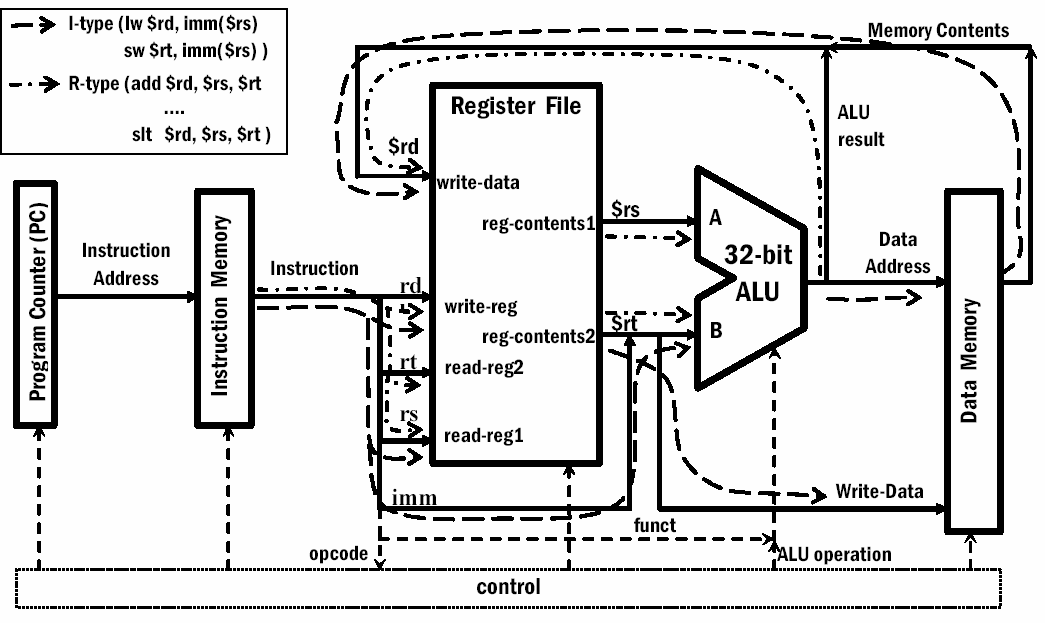 I-type (lw $rd, imm($rs)
sw $rt, imm($rs) )
R-type (add $rd, $rs, $rt
....
slt $rd, $rs, $rt )
Memory Contents
ALU
result
Register File
$rd
write-data
reg-contents1
$rs
A
32-bit
ALU
Data
Address
Program Counter (PC)
Instruction
Address
Instruction Memory
Instruction
rd
write-reg
reg-contents2
$rt
B
rt
read-reg2
rs
read-reg1
imm
Data Memory
Write-Data
funct
opcode
ALU operation
control